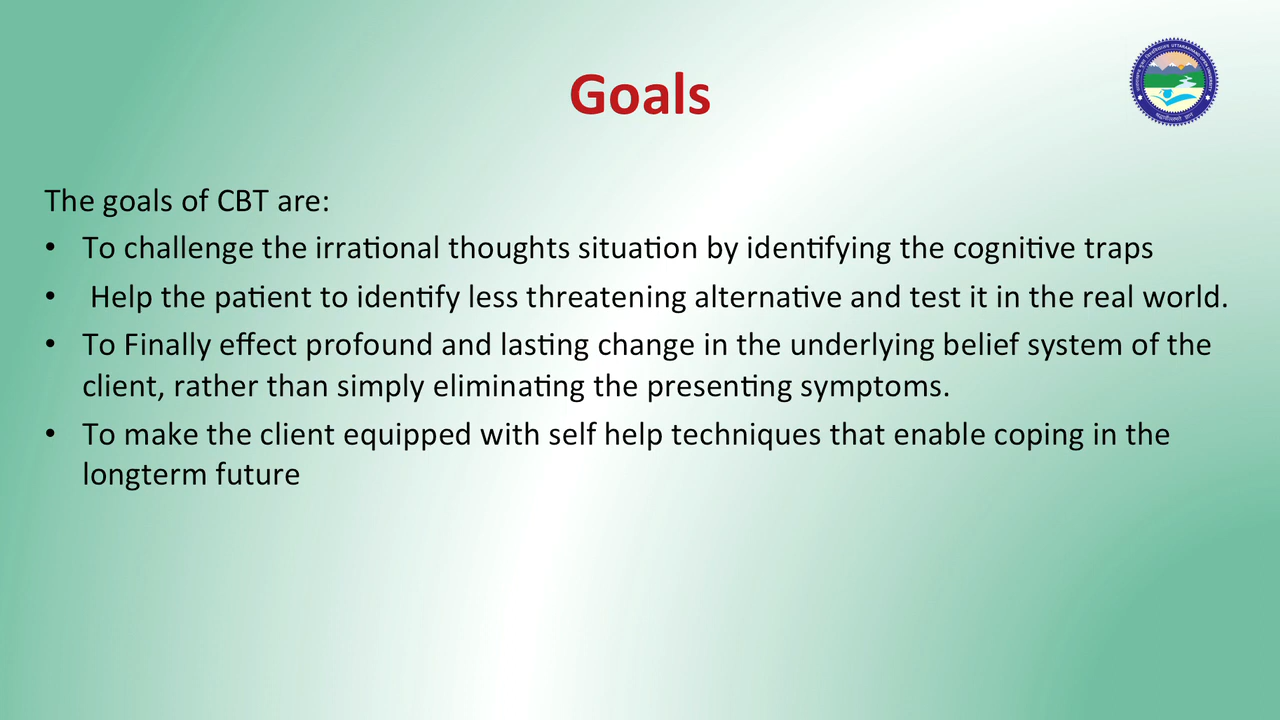 Goals
The goals of CBT are:
• To challenge the irrational thoughts situation by identifying the cognitive traps
• Help the patient to identify less threatening alternative and test it in the real world.
• To Finally effect profound and lasting change in the underlying belief system of the
client, rather than simply eliminating the presenting symptoms.
• To make the client equipped with self help techniques that enable coping in the
longterm future